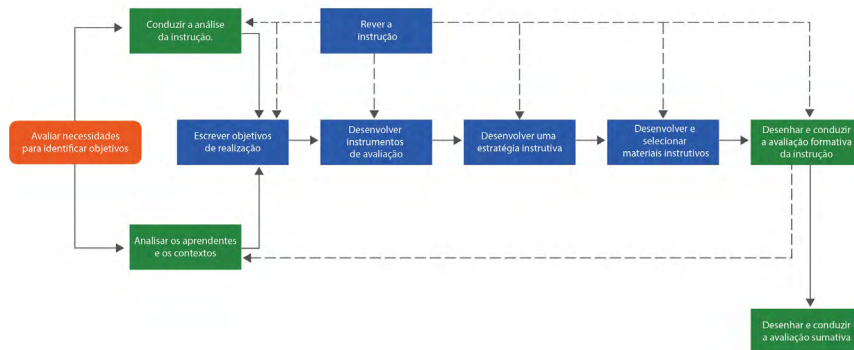 Conduzir a análise
da instrução.
Rever a
instrução
Avaliar necessidades
para identificar objetivos
Escrever objetivos
de realização
Desenvolver
instrumentos
de avaliação
Desenvolver uma
estratégia instrutiva
Desenvolver e
selecionar
materiais instrutivos
Desenhar e conduzir
a avaliação formativa
da instrução
Analisar os aprendentes
e os contextos
Desenhar e conduzir
a avaliação sumativa